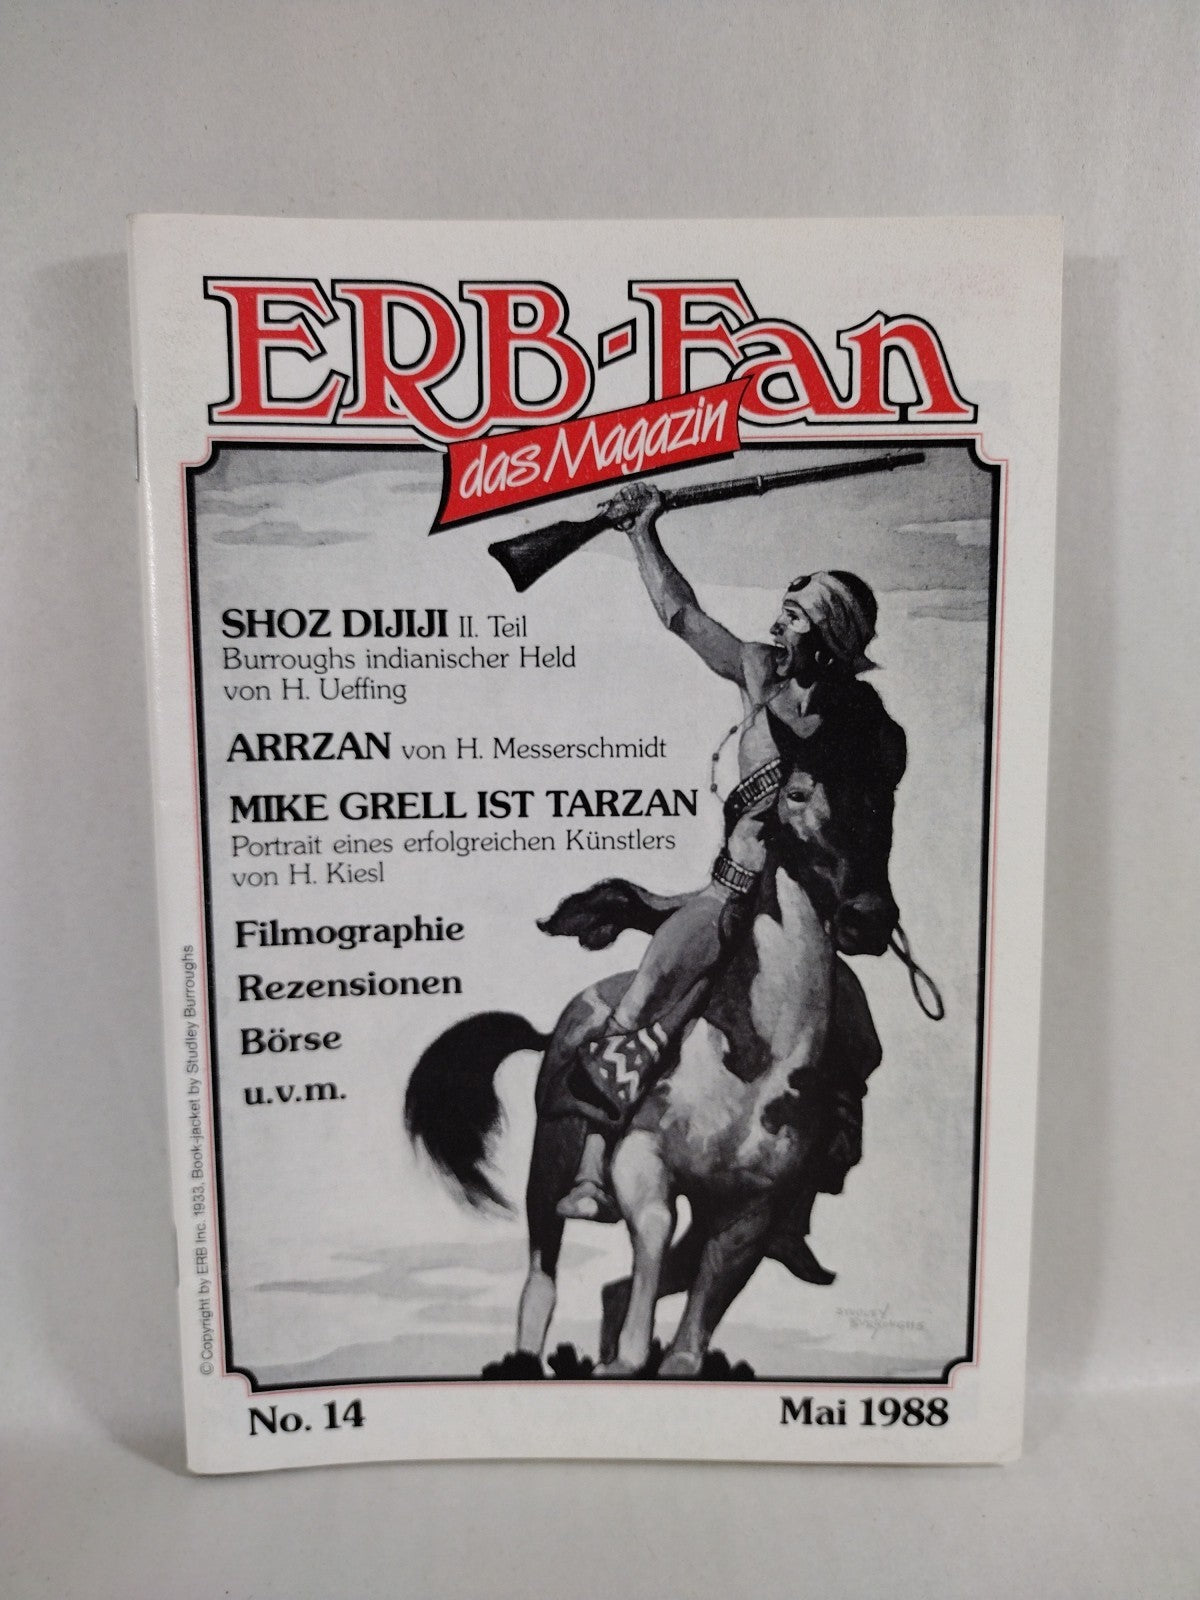 ERB-Fan
das Magazin
SHOZ DIJIJI II. Teil
Burroughs indianischer Held
von H. Ueffing
ARRZAN von H. Messerschmidt
MIKE GRELL IST TARZAN
Portrait eines erfolgreichen Künstlers
von H. Kiesl
Filmographie
Rezensionen
Börse
u.v.m.
© Copyright by ERB Inc. 1933. Book-jacket by Studley Burroughs
STUDLEY
BURROUGHS
No. 14
Mai 1988